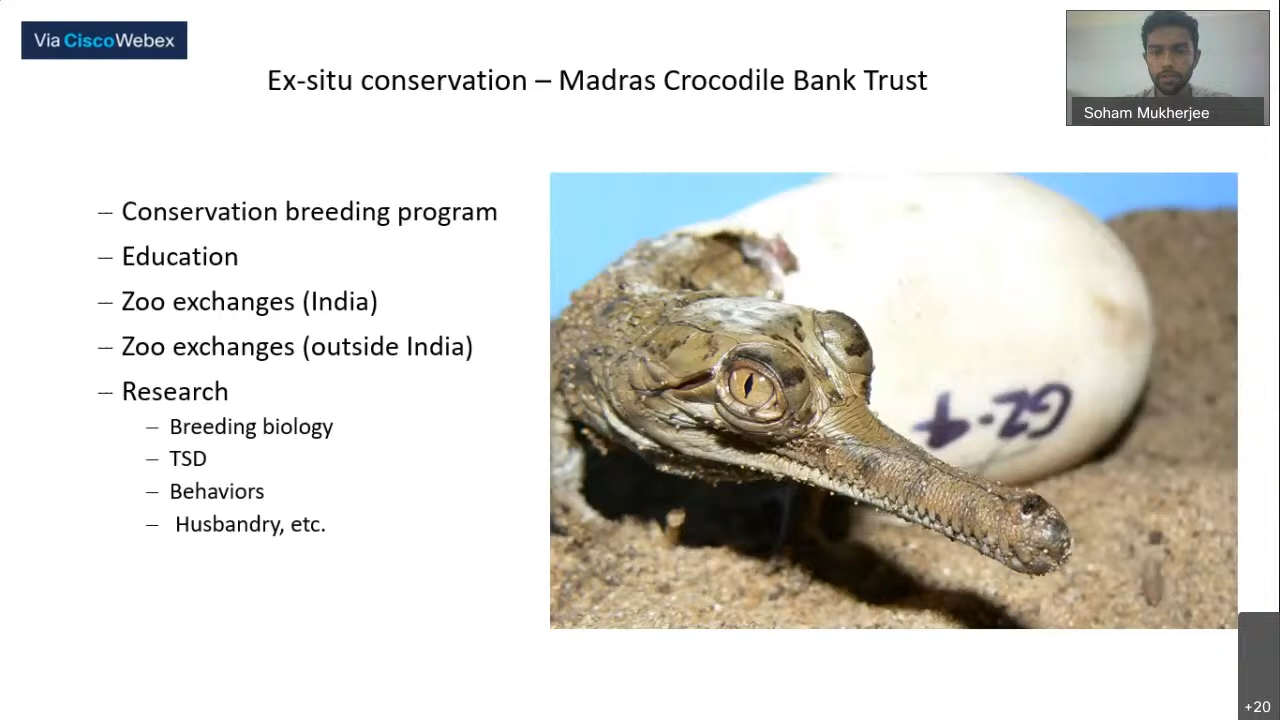 Via CiscoWebex
Ex-situ conservation – Madras Crocodile Bank Trust
Soham Mukherjee
– Conservation breeding program
– Education
– Zoo exchanges (India)
– Zoo exchanges (outside India)
– Research
– Breeding biology
– TSD
– Behaviors
– Husbandry, etc.
+20